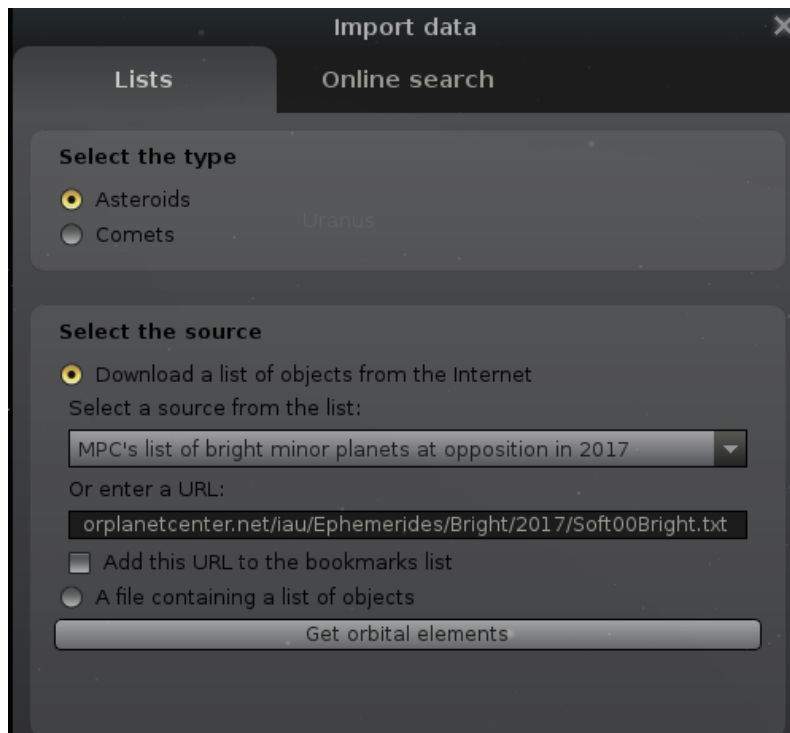 Import data
Lists
Online search
Select the type
Asteroids
Uranus
Comets
Select the source
Download a list of objects from the Internet
Select a source from the list:
MPC's list of bright minor planets at opposition in 2017
Or enter a URL:
orplanetcenter.net/iau/Ephemerides/Bright/2017/Soft00Bright.txt
Add this URL to the bookmarks list
A file containing a list of objects
Get orbital elements